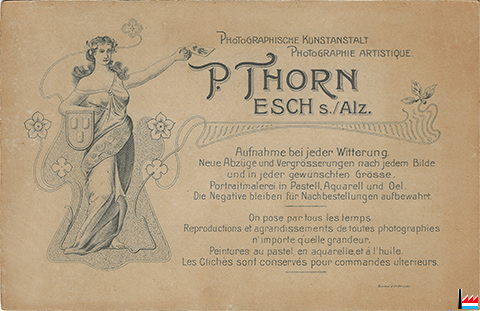 PHOTOGRAPHISCHE KUNSTANSTALT
PHOTOGRAPHIE ARTISTIQUE.
P. THORN
ESCH s./Alz.
Aufnahme bei jeder Witterung.
Neue Abzüge und Vergrösserungen nach jedem Bilde
und in jeder gewünschten Grösse.
Portraitmalerei in Pastell, Aquarell und Oel.
Die Negative bleiben für Nachbestellungen aufbewahrt.
On pose par tous les temps.
Reproductions et agrandissements de toutes photographies
n'importe quelle grandeur.
Peintures au pastel, en aquarelle, et à l'huile.
Les Clichés sont conservés pour commandes ulterieurs.